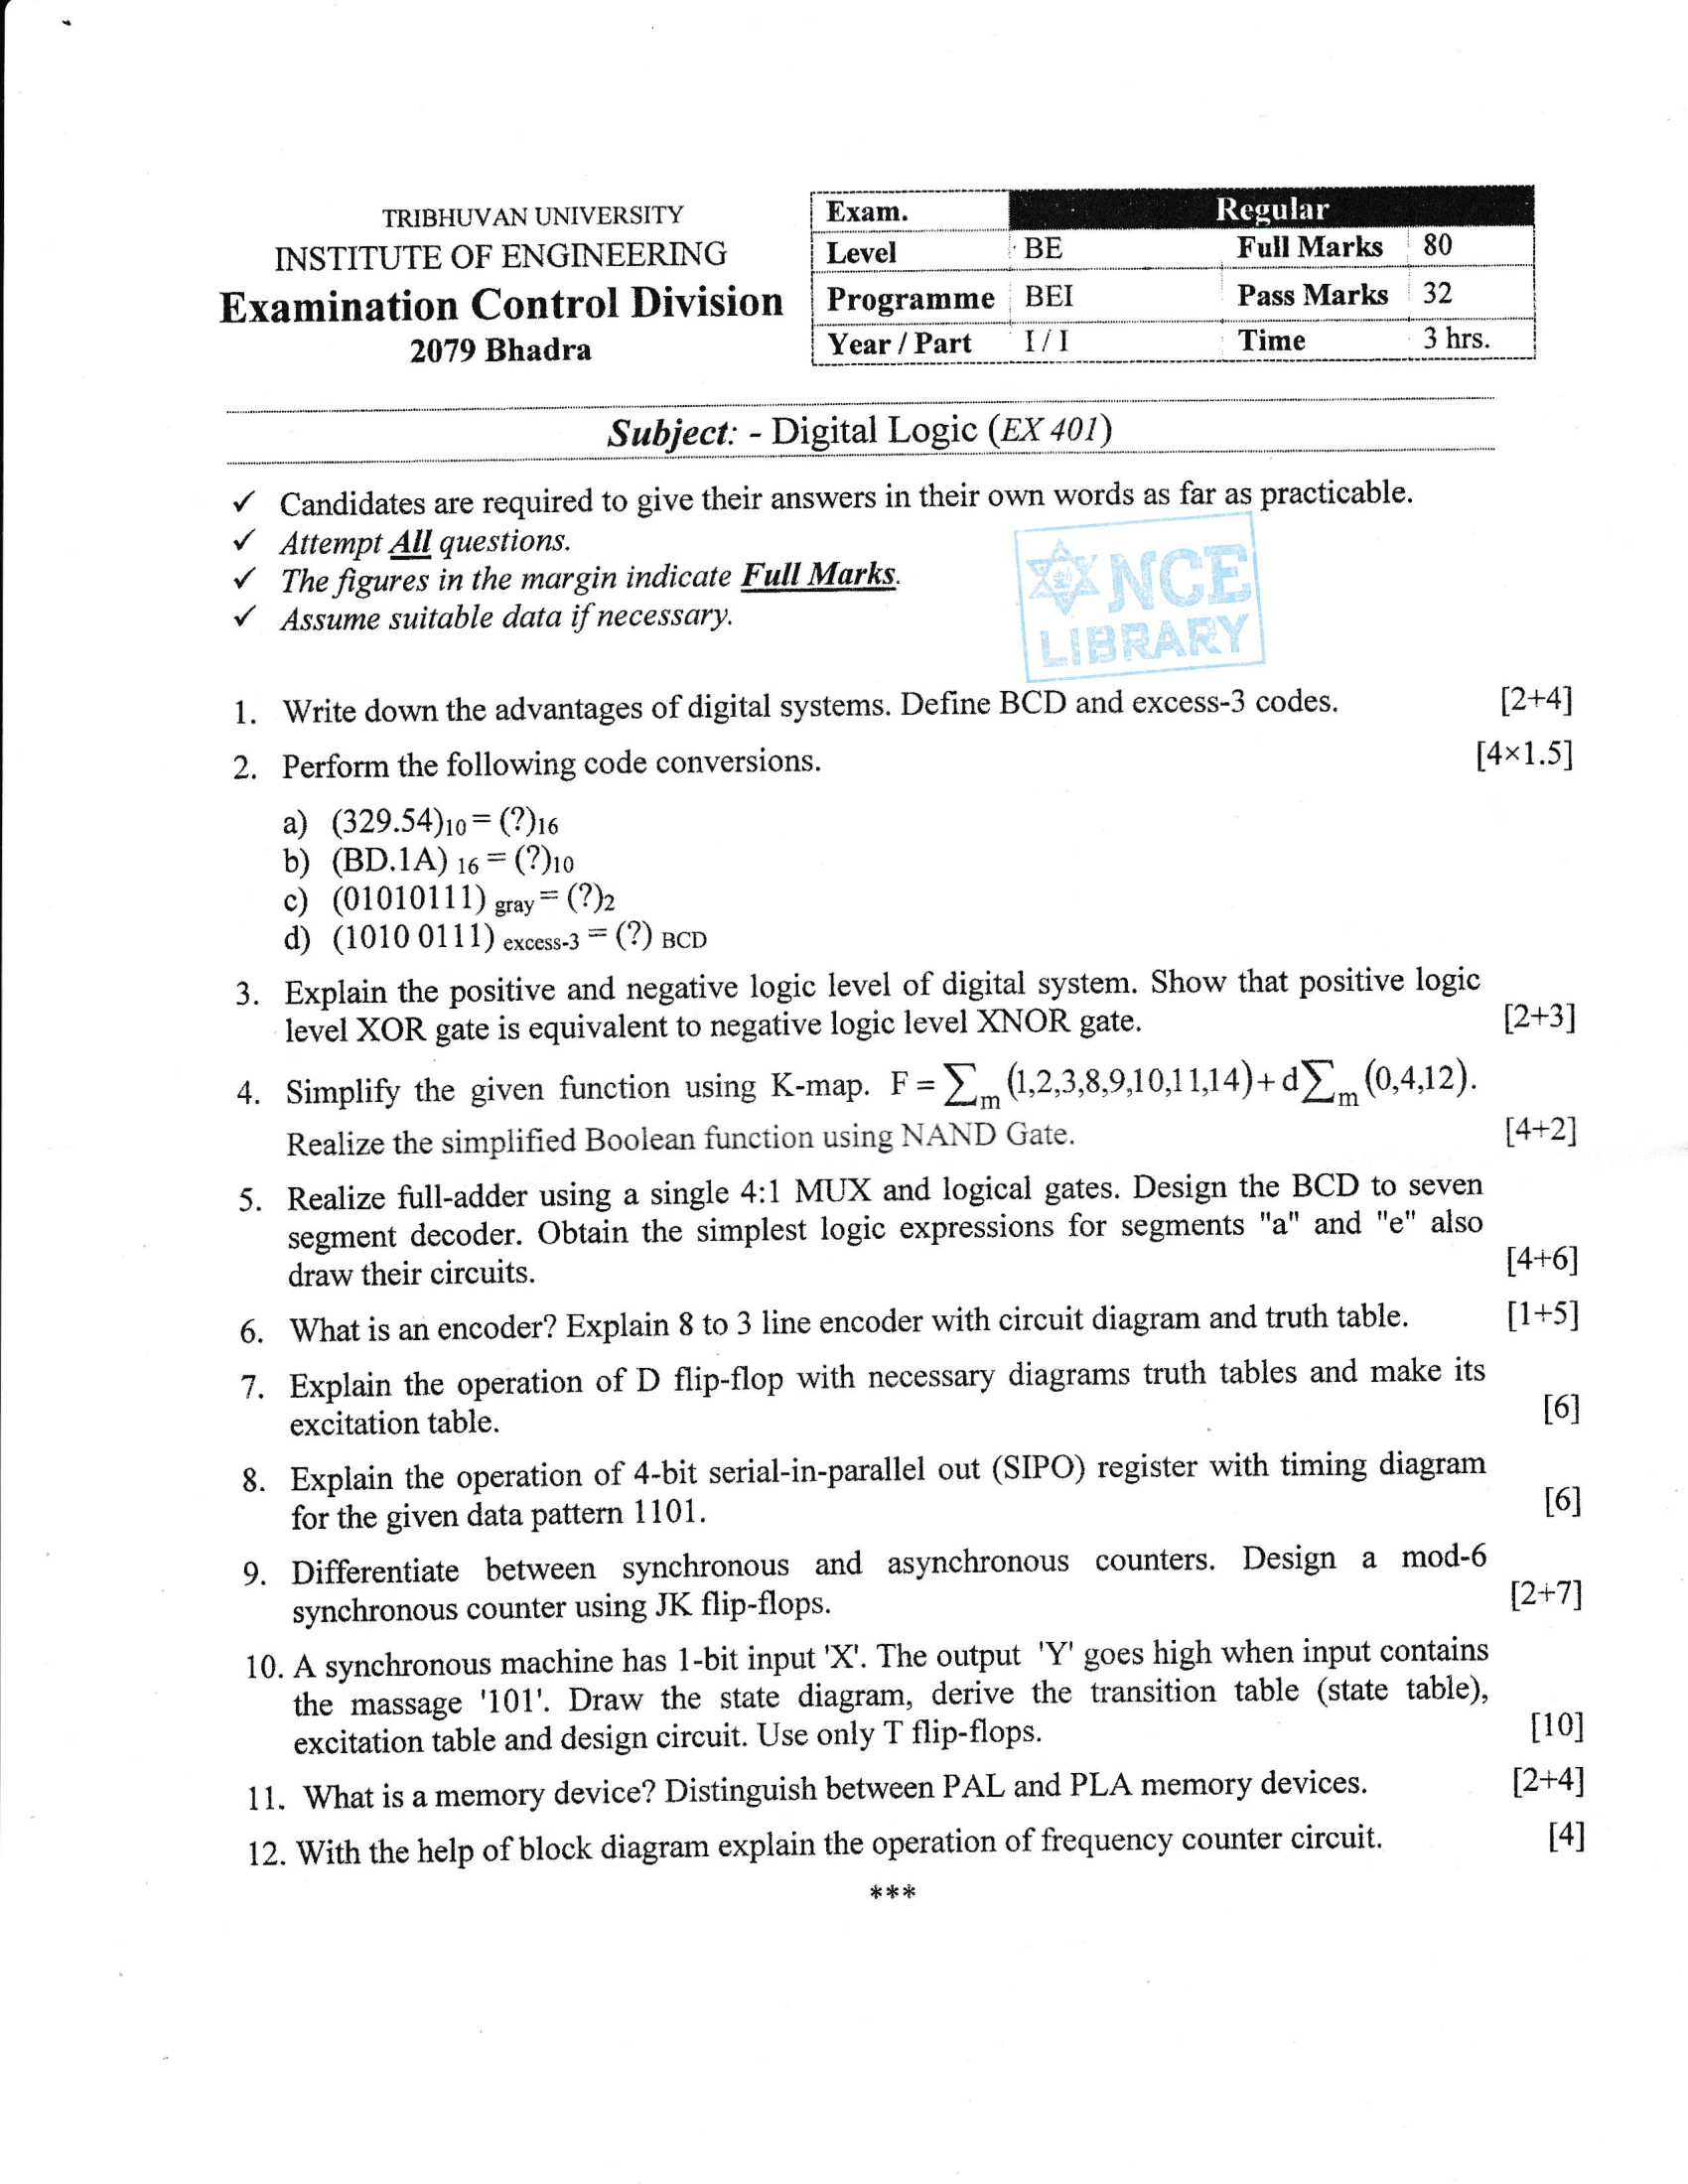 TRIBHUVAN UNIVERSITY
INSTITUTE OF ENGINEERING
Examination Control Division
2079 Bhadra
Exam. Regular
Level BE Full Marks 80
Programme BEI Pass Marks 32
Year / Part I / I Time 3 hrs.
Subject: - Digital Logic (EX 401)
✓ Candidates are required to give their answers in their own words as far as practicable.
✓ Attempt All questions.
✓ The figures in the margin indicate Full Marks.
✓ Assume suitable data if necessary.
NCE
LIBRARY
1. Write down the advantages of digital systems. Define BCD and excess-3 codes. [2+4]
2. Perform the following code conversions. [4×1.5]
a) (329.54)10 = (?)16
b) (BD.1A) 16 = (?)10
c) (01010111) gray = (?)2
d) (1010 0111) excess-3 = (?) BCD
3. Explain the positive and negative logic level of digital system. Show that positive logic
level XOR gate is equivalent to negative logic level XNOR gate. [2+3]
4. Simplify the given function using K-map. F = ∑m (1,2,3,8,9,10,11,14)+ d∑m (0,4,12).
Realize the simplified Boolean function using NAND Gate. [4+2]
5. Realize full-adder using a single 4:1 MUX and logical gates. Design the BCD to seven
segment decoder. Obtain the simplest logic expressions for segments "a" and "e" also
draw their circuits. [4+6]
6. What is an encoder? Explain 8 to 3 line encoder with circuit diagram and truth table. [1+5]
7. Explain the operation of D flip-flop with necessary diagrams truth tables and make its
excitation table. [6]
8. Explain the operation of 4-bit serial-in-parallel out (SIPO) register with timing diagram
for the given data pattern 1101. [6]
9. Differentiate between synchronous and asynchronous counters. Design a mod-6
synchronous counter using JK flip-flops. [2+7]
10. A synchronous machine has 1-bit input 'X'. The output 'Y' goes high when input contains
the massage '101'. Draw the state diagram, derive the transition table (state table),
excitation table and design circuit. Use only T flip-flops. [10]
11. What is a memory device? Distinguish between PAL and PLA memory devices. [2+4]
12. With the help of block diagram explain the operation of frequency counter circuit. [4]
***